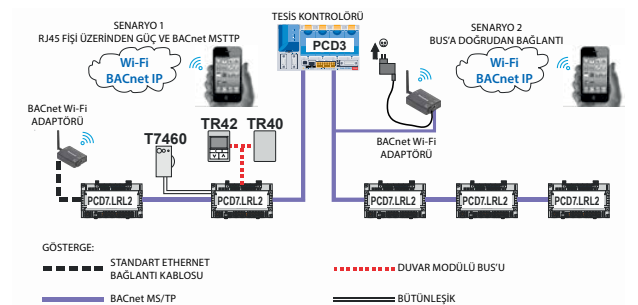 SENARYO 1
RJ45 FİŞİ ÜZERİNDEN GÜÇ VE BACnet MSTTP
TESİS KONTROLÖRÜ
SENARYO 2
BUS'A DOĞRUDAN BAĞLANTI
PCD3
Wi-Fi
BACnet IP
Wi-Fi
BACnet IP
BACnet Wi-Fi
ADAPTÖRÜ
T7460
TR42
TR40
BACnet Wi-Fi
ADAPTÖRÜ
PCD7.LRL2
PCD7.LRL2
PCD7.LRL2
PCD7.LRL2
PCD7.LRL2
GÖSTERGE:
STANDART ETHERNET
BAĞLANTI KABLOSU
DUVAR MODÜLÜ BUS'U
BACnet MS/TP
BÜTÜNLEŞİK